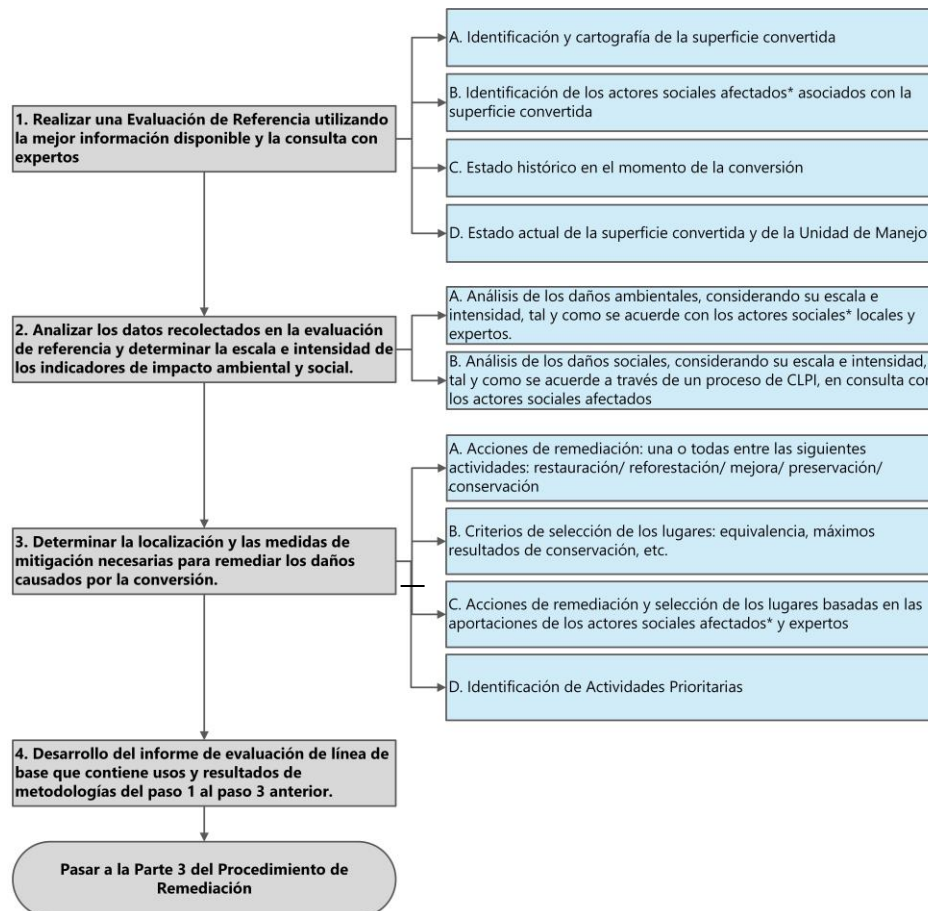 A. Identificación y cartografía de la superficie convertida
1. Realizar una Evaluación de Referencia utilizando
la mejor información disponible y la consulta con
expertos
B. Identificación de los actores sociales afectados* asociados con la
superficie convertida
C. Estado histórico en el momento de la conversión
D. Estado actual de la superficie convertida y de la Unidad de Manejo
2. Analizar los datos recolectados en la evaluación
de referencia y determinar la escala e intensidad de
los indicadores de impacto ambiental y social.
A. Análisis de los daños ambientales, considerando su escala e
intensidad, tal y como se acuerde con los actores sociales* locales y
expertos.
B. Análisis de los daños sociales, considerando su escala e intensidad,
tal y como se acuerde a través de un proceso de CLPI, en consulta con
los actores sociales afectados
3. Determinar la localización y las medidas de
mitigación necesarias para remediar los daños
causados por la conversión.
A. Acciones de remediación: una o todas entre las siguientes
actividades: restauración/ reforestación/ mejora/ preservación/
.conservación
B. Criterios de selección de los lugares: equivalencia, máximos
resultados de conservación, etc.
C. Acciones de remediación y selección de los lugares basadas en las
aportaciones de los actores sociales afectados* y expertos
D. Identificación de Actividades Prioritarias
4. Desarrollo del informe de evaluación de línea de
base que contiene usos y resultados de
metodologías del paso 1 al paso 3 anterior.
Pasar a la Parte 3 del Procedimiento de
Remediación